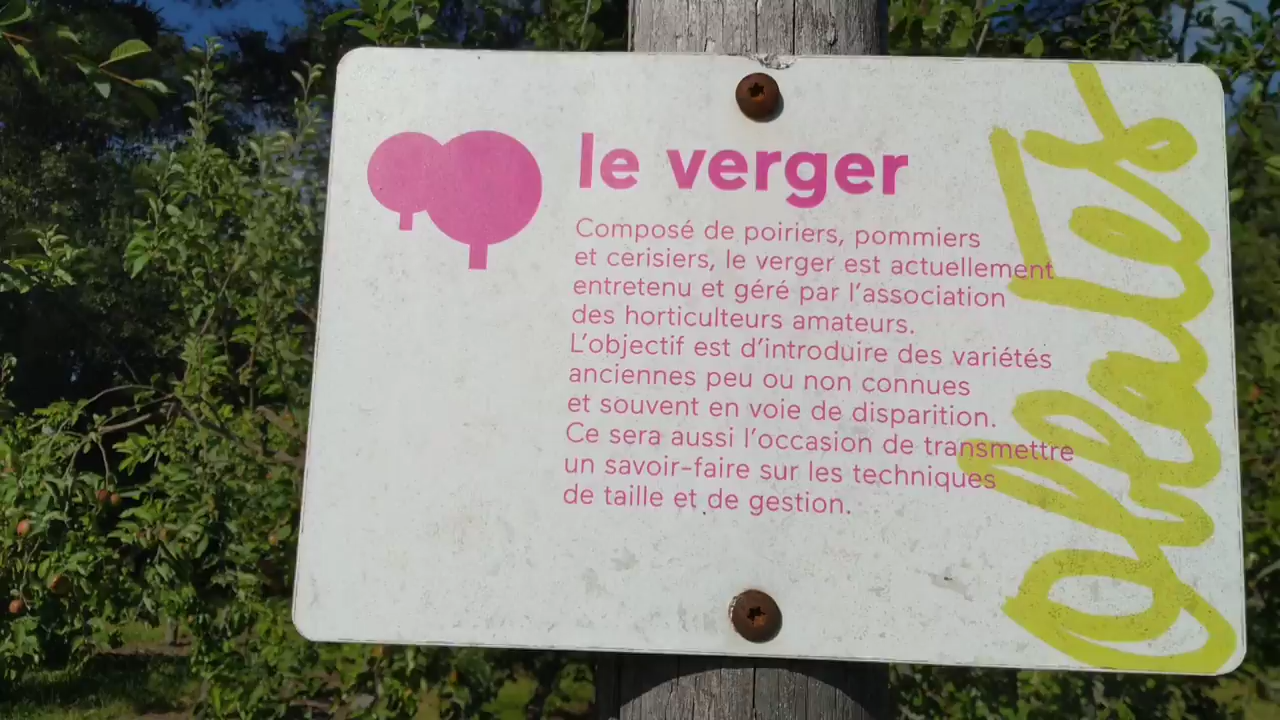 le verger
Composé de poiriers, pommiers
et cerisiers, le verger est actuellement
entretenu et géré par l'association
des horticulteurs amateurs.
L'objectif est d'introduire des variétés
anciennes peu ou non connues
et souvent en voie de disparition.
Ce sera aussi l'occasion de transmettre
un savoir-faire sur les techniques
de taille et de gestion.